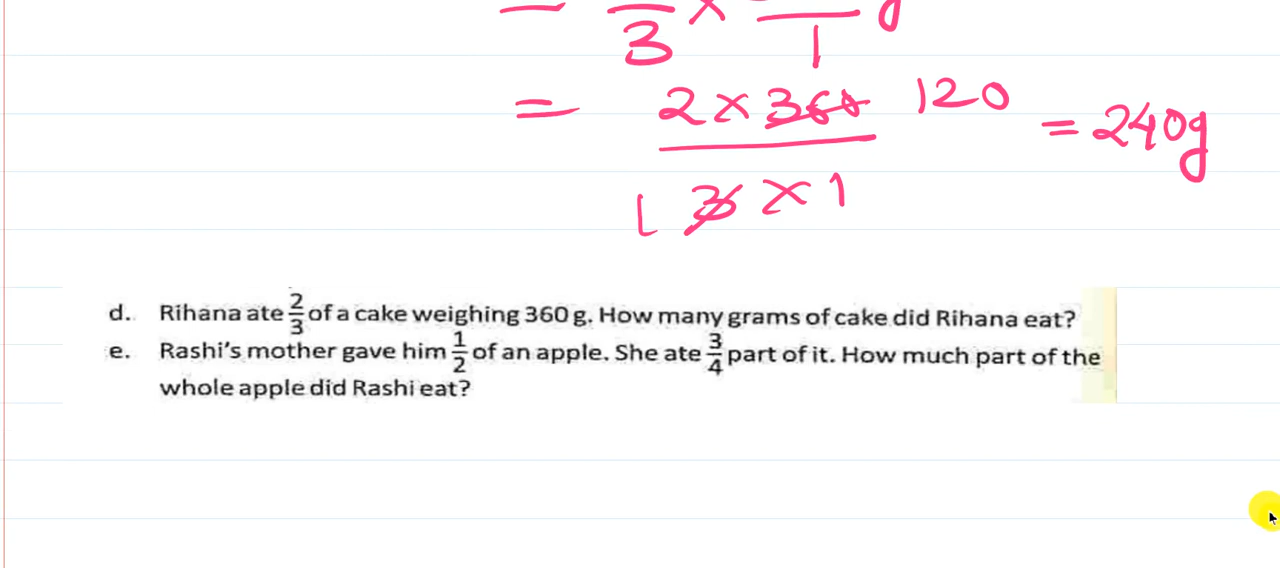 = /3 × /1 g
= 2 × 360 120 / 1 3 × 1 = 240g
d. Rihana ate 2/3 of a cake weighing 360 g. How many grams of cake did Rihana eat?
e. Rashi's mother gave him 1/2 of an apple. She ate 3/4 part of it. How much part of the
whole apple did Rashi eat?